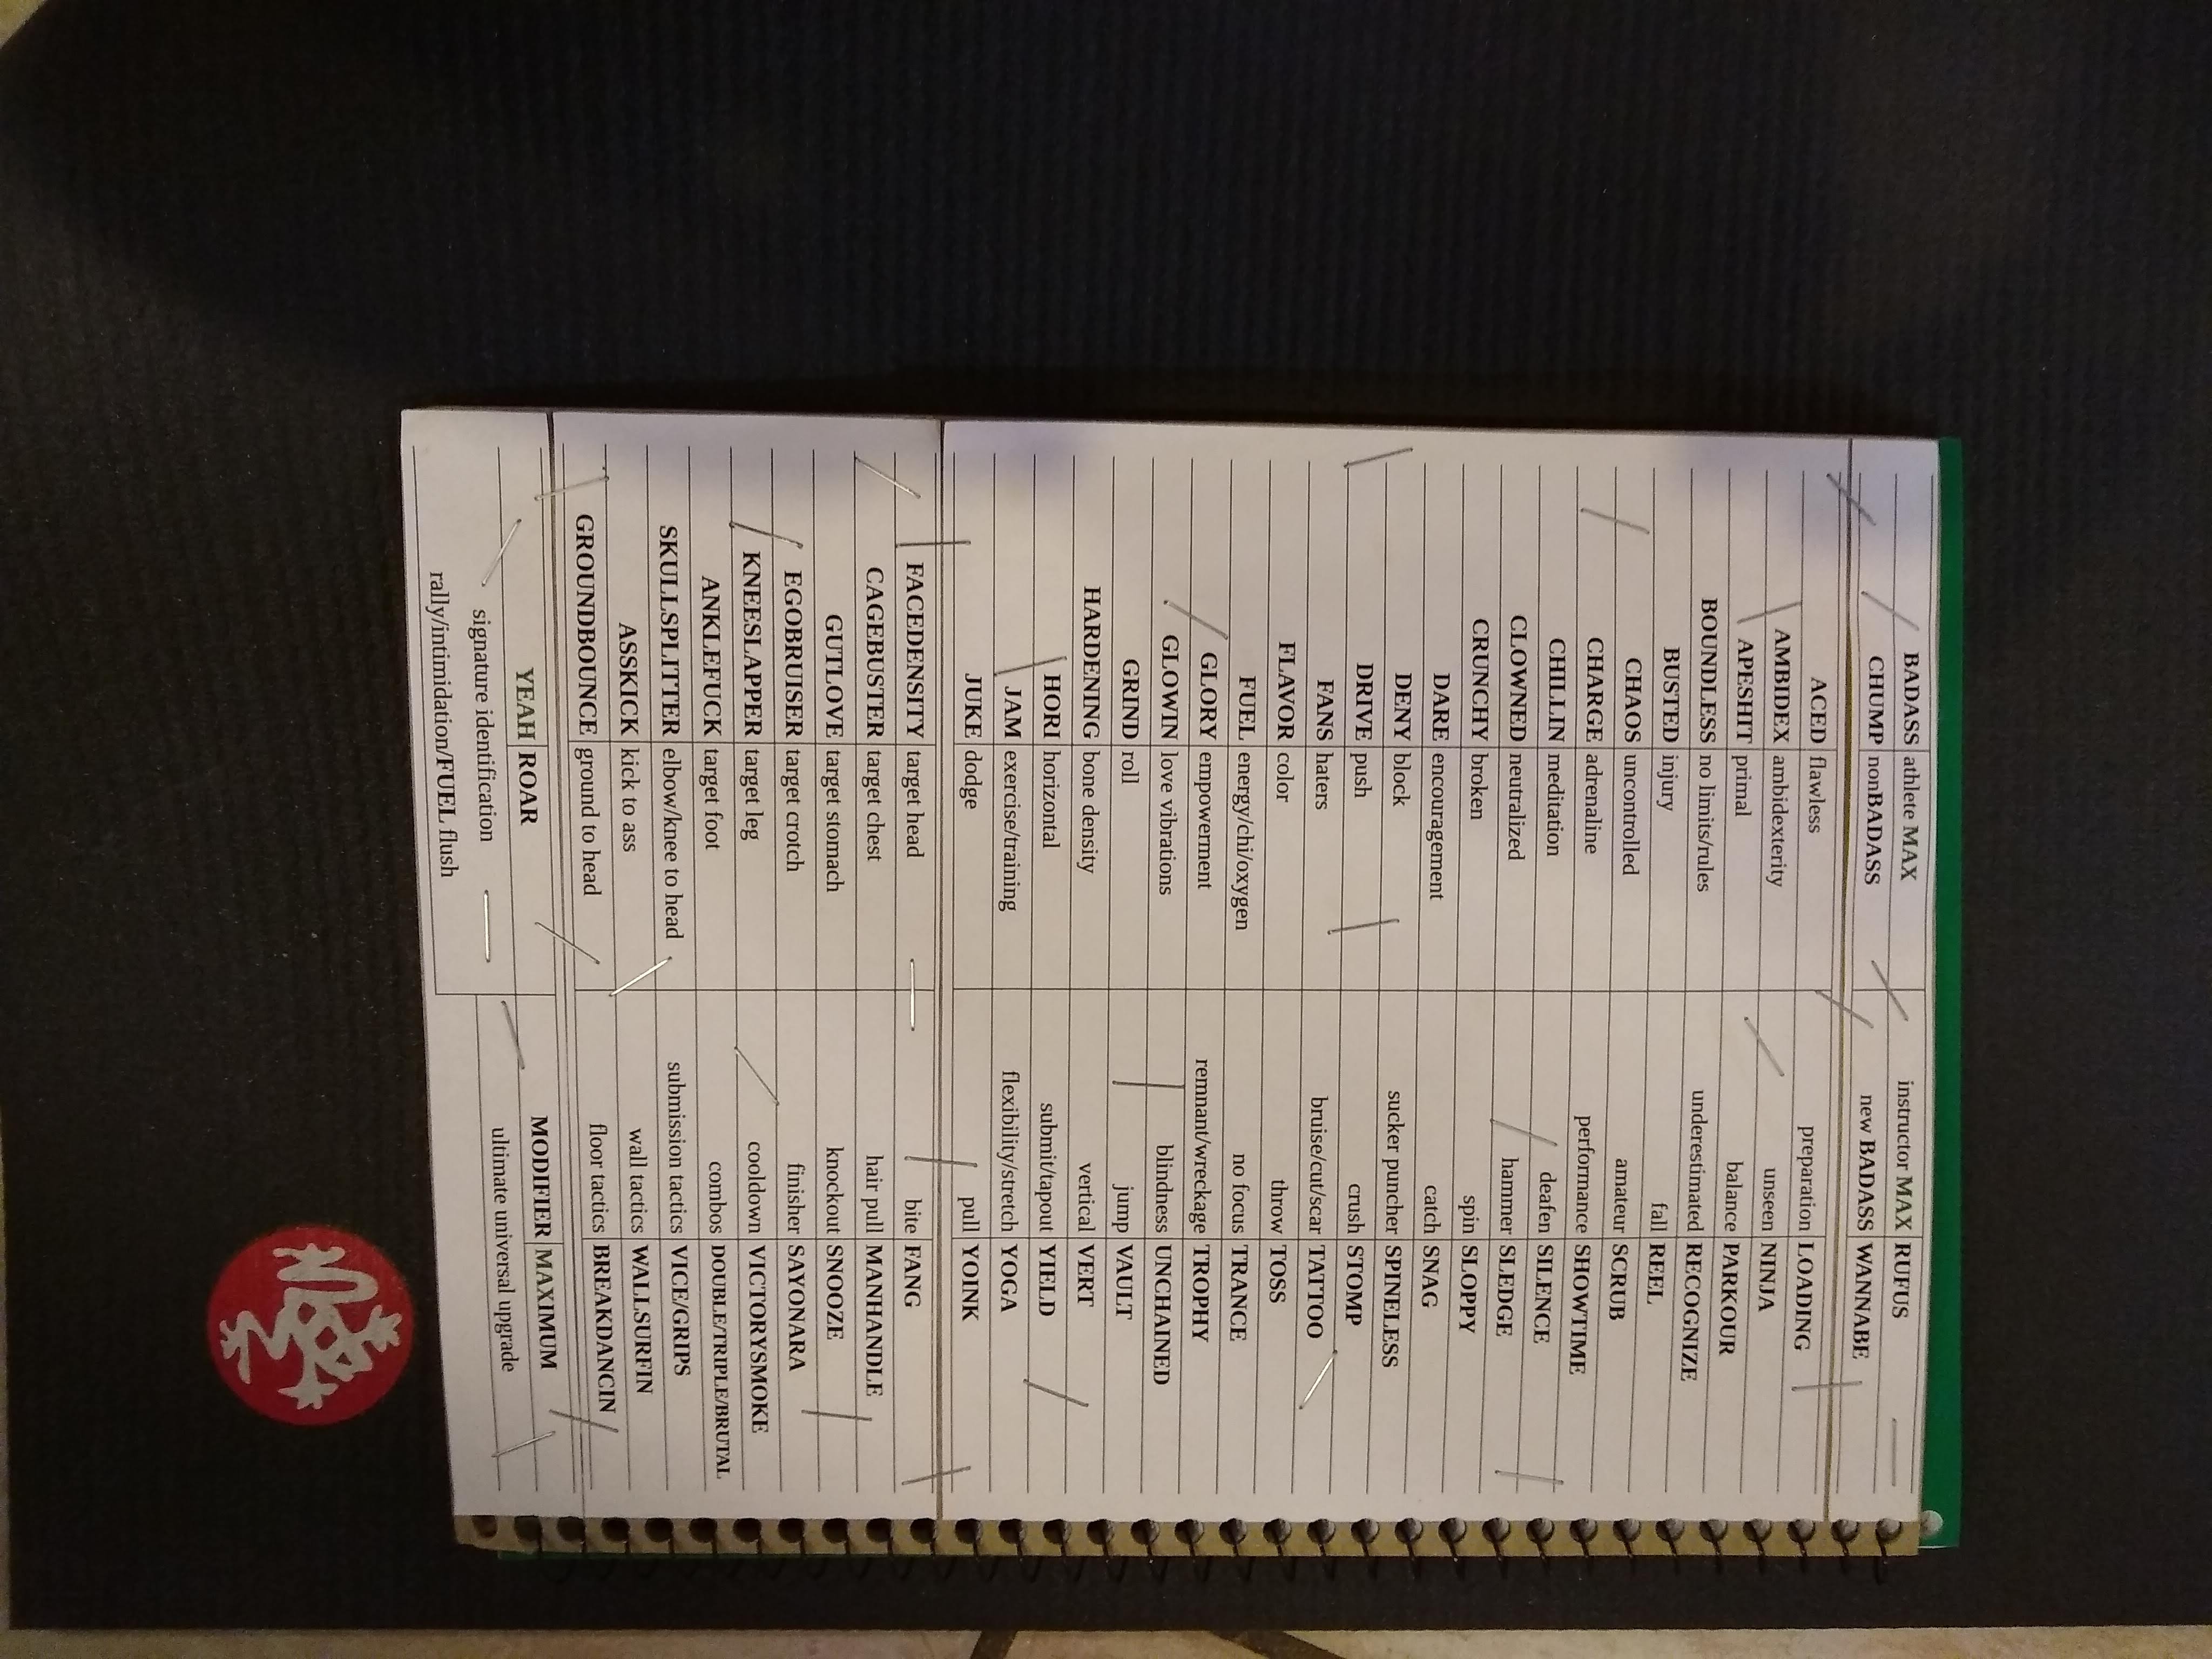 BADASS athlete MAX instructor MAX RUFUS
CHUMP nonBADASS new BADASS WANNABE
ACED flawless preparation LOADING
AMBIDEX ambidexterity unseen NINJA
APESHIT primal balance PARKOUR
BOUNDLESS no limits/rules underestimated RECOGNIZE
BUSTED injury fall REEL
CHAOS uncontrolled amateur SCRUB
CHARGE adrenaline performance SHOWTIME
CHILLIN meditation deafen SILENCE
CLOWNED neutralized hammer SLEDGE
CRUNCHY broken spin SLOPPY
DARE encouragement catch SNAG
DENY block sucker puncher SPINELESS
DRIVE push crush STOMP
FANS haters bruise/cut/scar TATTOO
FLAVOR color throw TOSS
FUEL energy/chi/oxygen no focus TRANCE
GLORY empowerment remnant/wreckage TROPHY
GLOWIN love vibrations blindness UNCHAINED
GRIND roll jump VAULT
HARDENING bone density vertical VERT
HORI horizontal submit/tapout YIELD
JAM exercise/training flexibility/stretch YOGA
JUKE dodge pull YOINK
FACEDENSITY target head bite FANG
CAGEBUSTER target chest hair pull MANHANDLE
GUTLOVE target stomach knockout SNOOZE
EGOBRUISER target crotch finisher SAYONARA
KNEESLAPPER target leg cooldown VICTORYSMOKE
ANKLEFUCK target foot combos DOUBLE/TRIPLE/BRUTAL
SKULLSPLITTER elbow/knee to head submission tactics VICE/GRIPS
ASSKICK kick to ass wall tactics WALLSURFIN
GROUNDBOUNCE ground to head floor tactics BREAKDANCIN
YEAH ROAR MODIFIER MAXIMUM
signature identification ultimate universal upgrade
rally/intimidation/FUEL flush